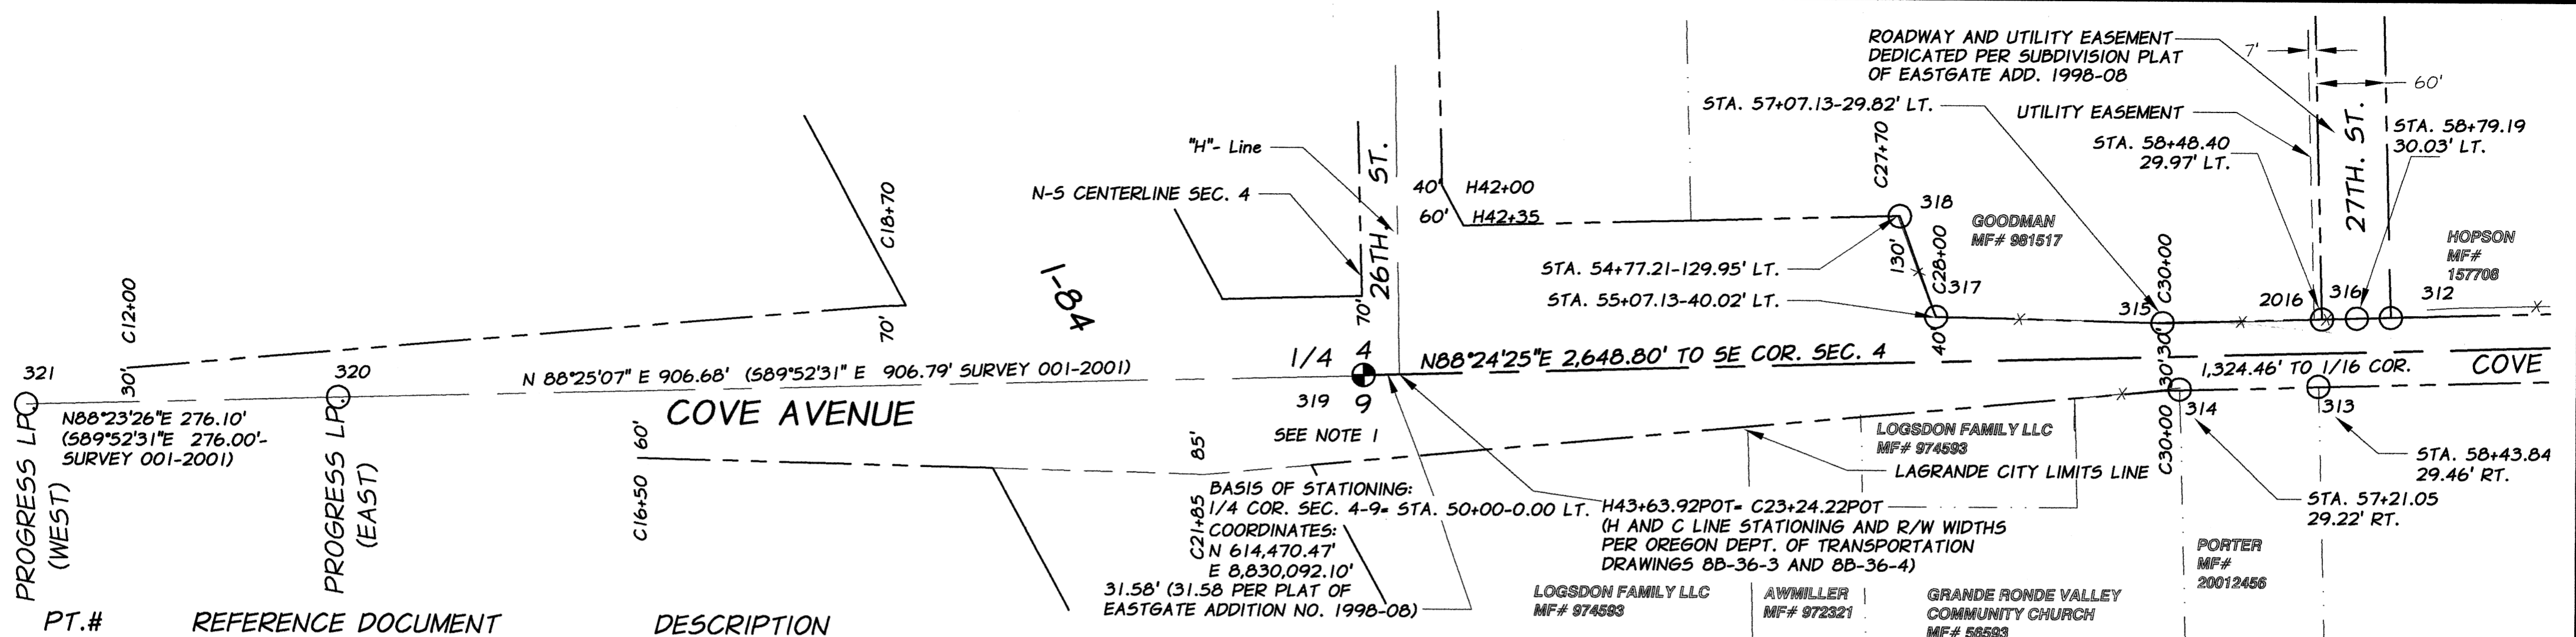 ROADWAY AND UTILITY EASEMENT
DEDICATED PER SUBDIVISION PLAT
OF EASTGATE ADD. 1998-08
7'
60'
STA. 57+07.13-29.82' LT.
UTILITY EASEMENT
STA. 58+48.40
29.97' LT.
27TH. ST.
STA. 58+79.19
30.03' LT.
"H"- Line
N-S CENTERLINE SEC. 4
26TH. ST.
70'
40' H42+00
60' H42+35
C27+70
318
GOODMAN
MF# 981517
130'
C28+00
317
40'
STA. 54+77.21-129.95' LT.
STA. 55+07.13-40.02' LT.
HOPSON
MF#
157708
C30+00
315
30'
2016
316
312
C12+00
30'
C18+70
70'
I-84
321
320
N 88°25'07" E 906.68' (S89°52'31" E 906.79' SURVEY 001-2001)
1/4
4
9
319
SEE NOTE 1
N88°24'25"E 2,648.80' TO SE COR. SEC. 4
1,324.46' TO 1/16 COR.
COVE
N88°23'26"E 276.10'
(S89°52'31"E 276.00'-
SURVEY 001-2001)
COVE AVENUE
PROGRESS LP.
(WEST)
PROGRESS LP.
(EAST)
60'
C16+50
85'
C21+85
30'
C30+00
314
313
LOGSDON FAMILY LLC
MF# 974593
LAGRANDE CITY LIMITS LINE
STA. 58+43.84
29.46' RT.
STA. 57+21.05
29.22' RT.
BASIS OF STATIONING:
1/4 COR. SEC. 4-9= STA. 50+00-0.00 LT.
COORDINATES:
N 614,470.47'
E 8,830,092.10'
31.58' (31.58 PER PLAT OF
EASTGATE ADDITION NO. 1998-08)
H43+63.92POT= C23+24.22POT
(H AND C LINE STATIONING AND R/W WIDTHS
PER OREGON DEPT. OF TRANSPORTATION
DRAWINGS 8B-36-3 AND 8B-36-4)
PORTER
MF#
20012456
LOGSDON FAMILY LLC
MF# 974593
AWMILLER
MF# 972321
GRANDE RONDE VALLEY
COMMUNITY CHURCH
MF# 56593
PT.# REFERENCE DOCUMENT DESCRIPTION